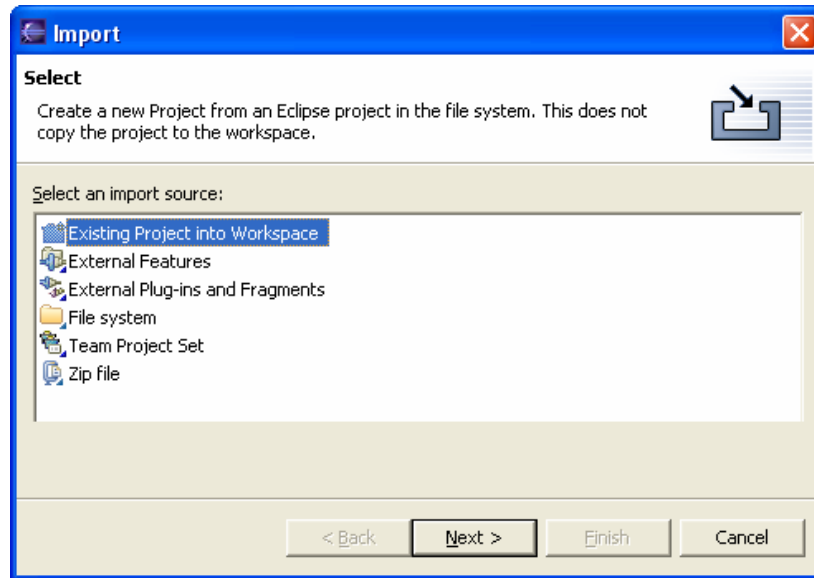 Import
Select
Create a new Project from an Eclipse project in the file system. This does not
copy the project to the workspace.
Select an import source:
Existing Project into Workspace
External Features
External Plug-ins and Fragments
File system
Team Project Set
Zip file
< Back
Next >
Finish
Cancel